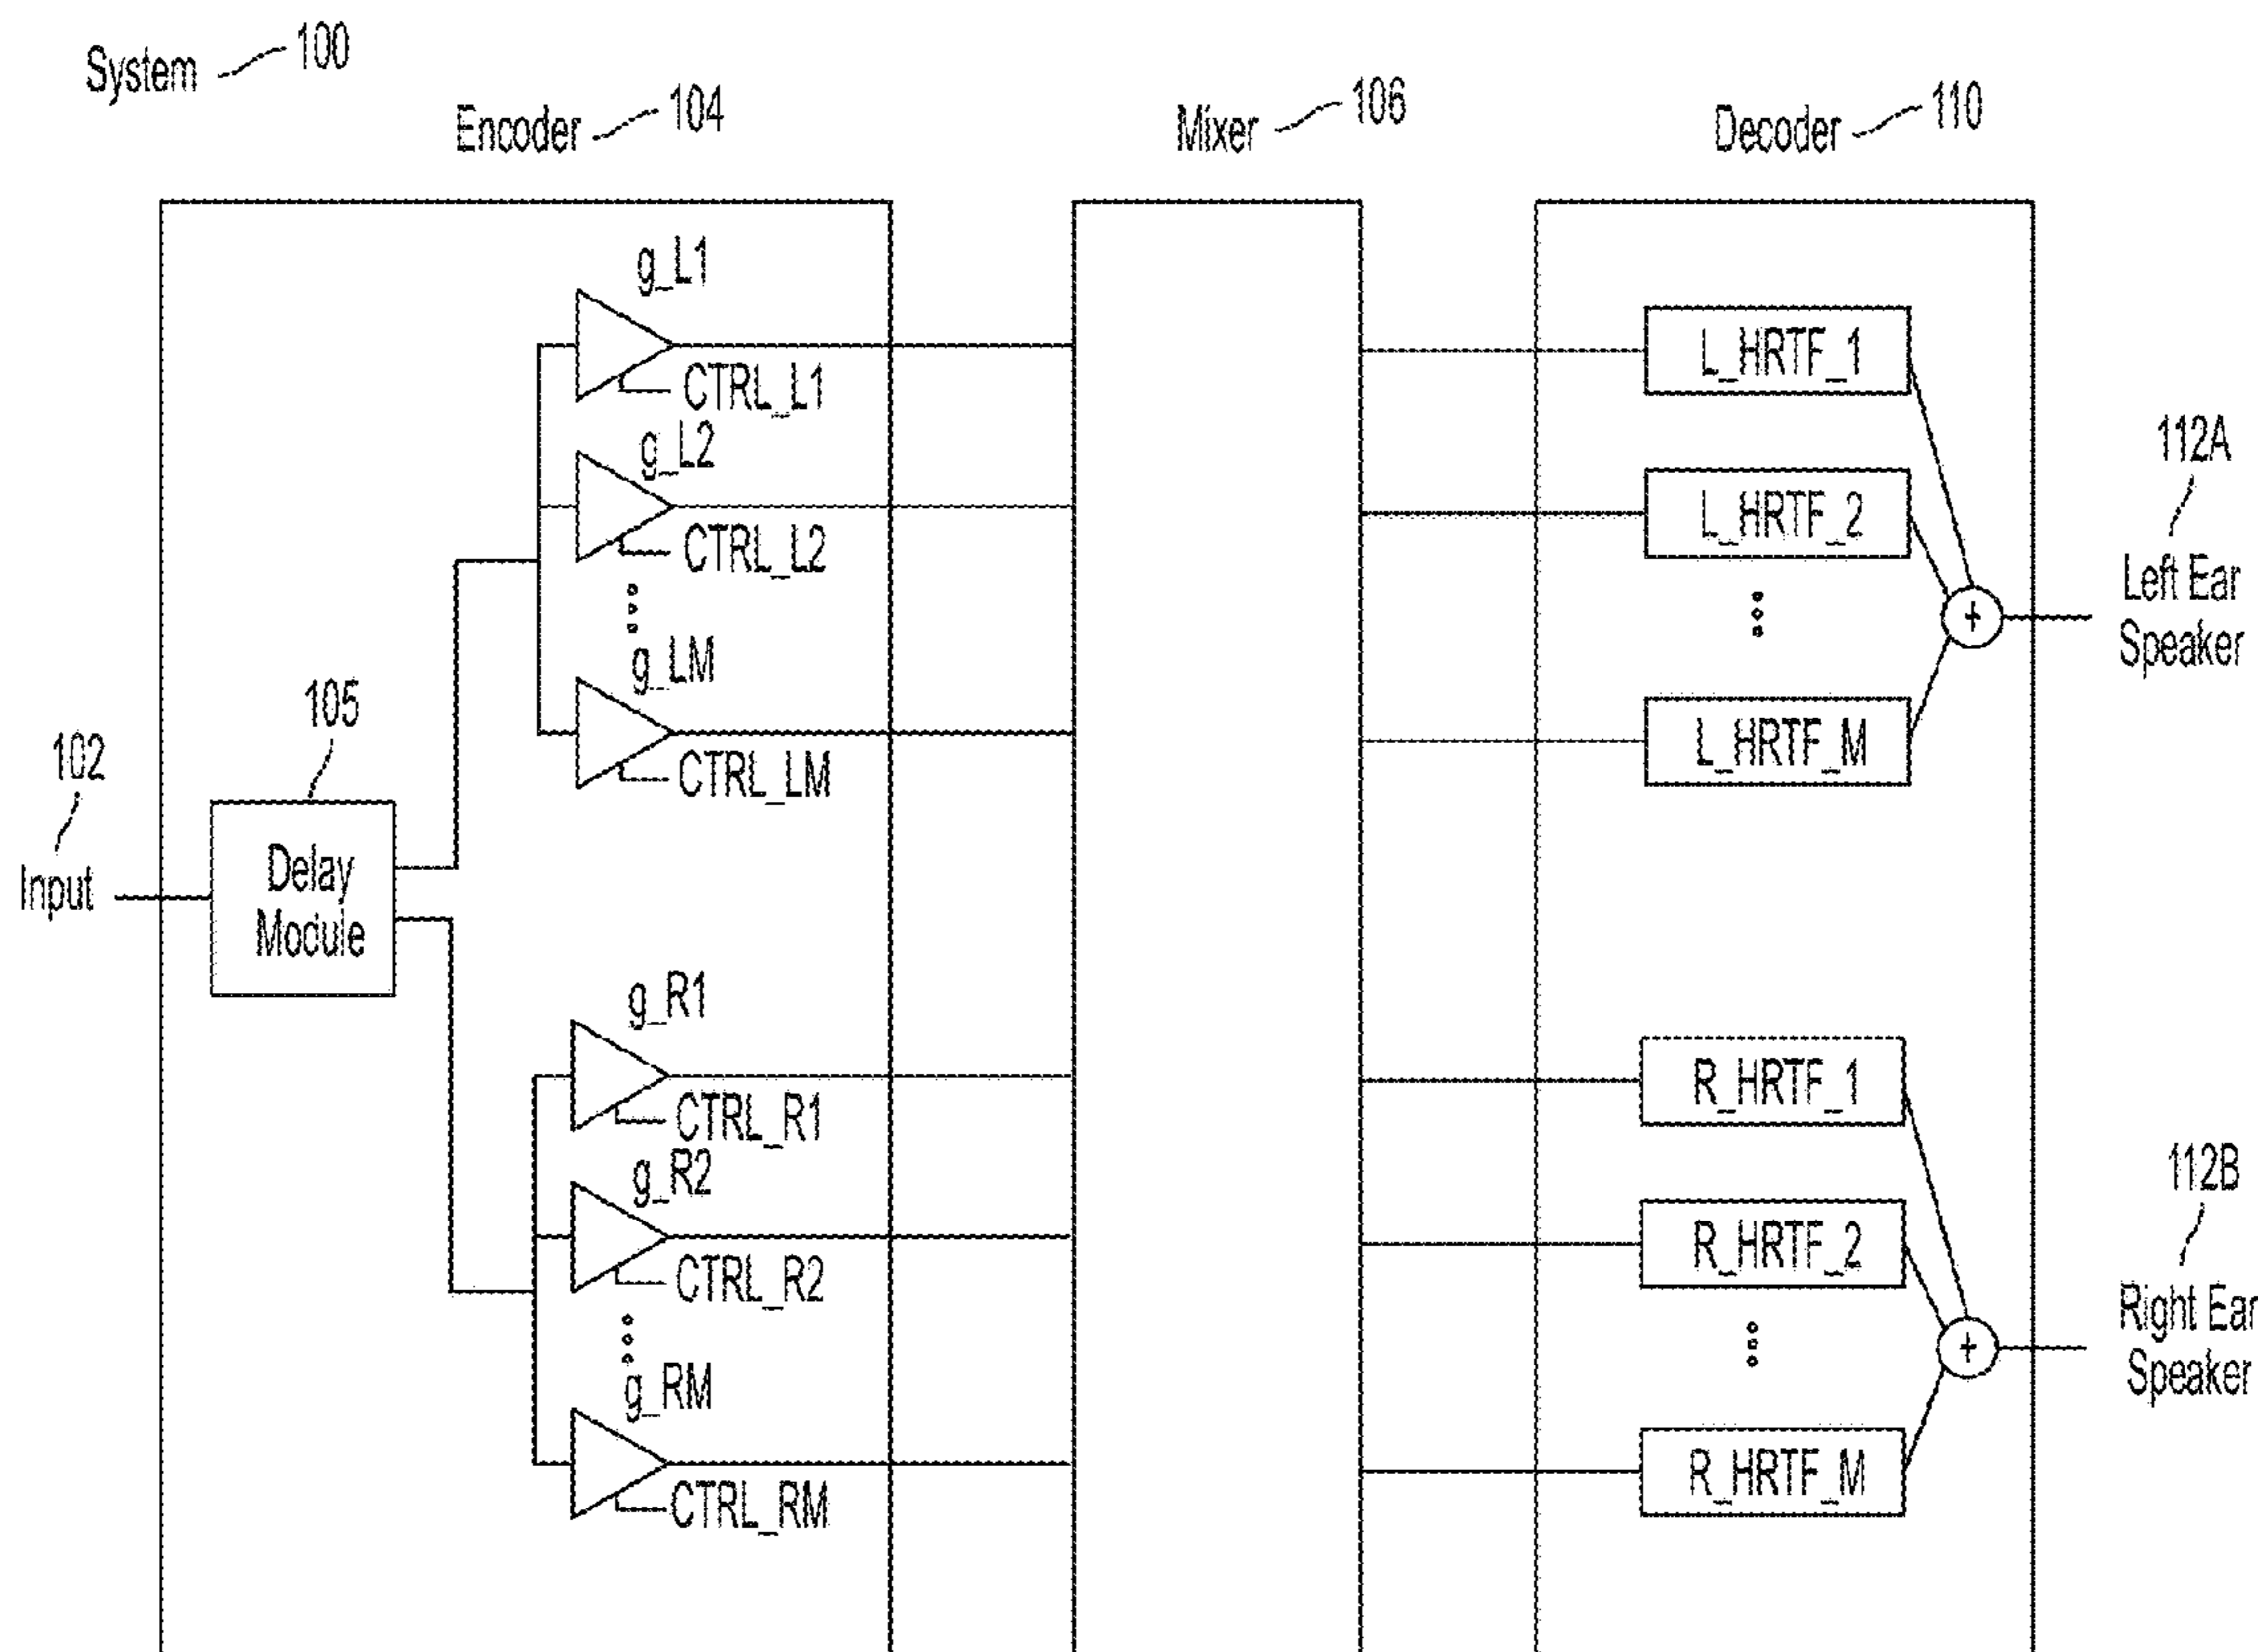 System 100
Encoder 104
Mixer 106
Decoder 110
g_L1
CTRL_L1
g_L2
CTRL_L2
g_LM
CTRL_LM
105
Delay
Module
102
Input
g_R1
CTRL_R1
g_R2
CTRL_R2
g_RM
CTRL_RM
L_HRTF_1
L_HRTF_2
L_HRTF_M
+
112A
Left Ear
Speaker
R_HRTF_1
R_HRTF_2
R_HRTF_M
+
112B
Right Ear
Speaker